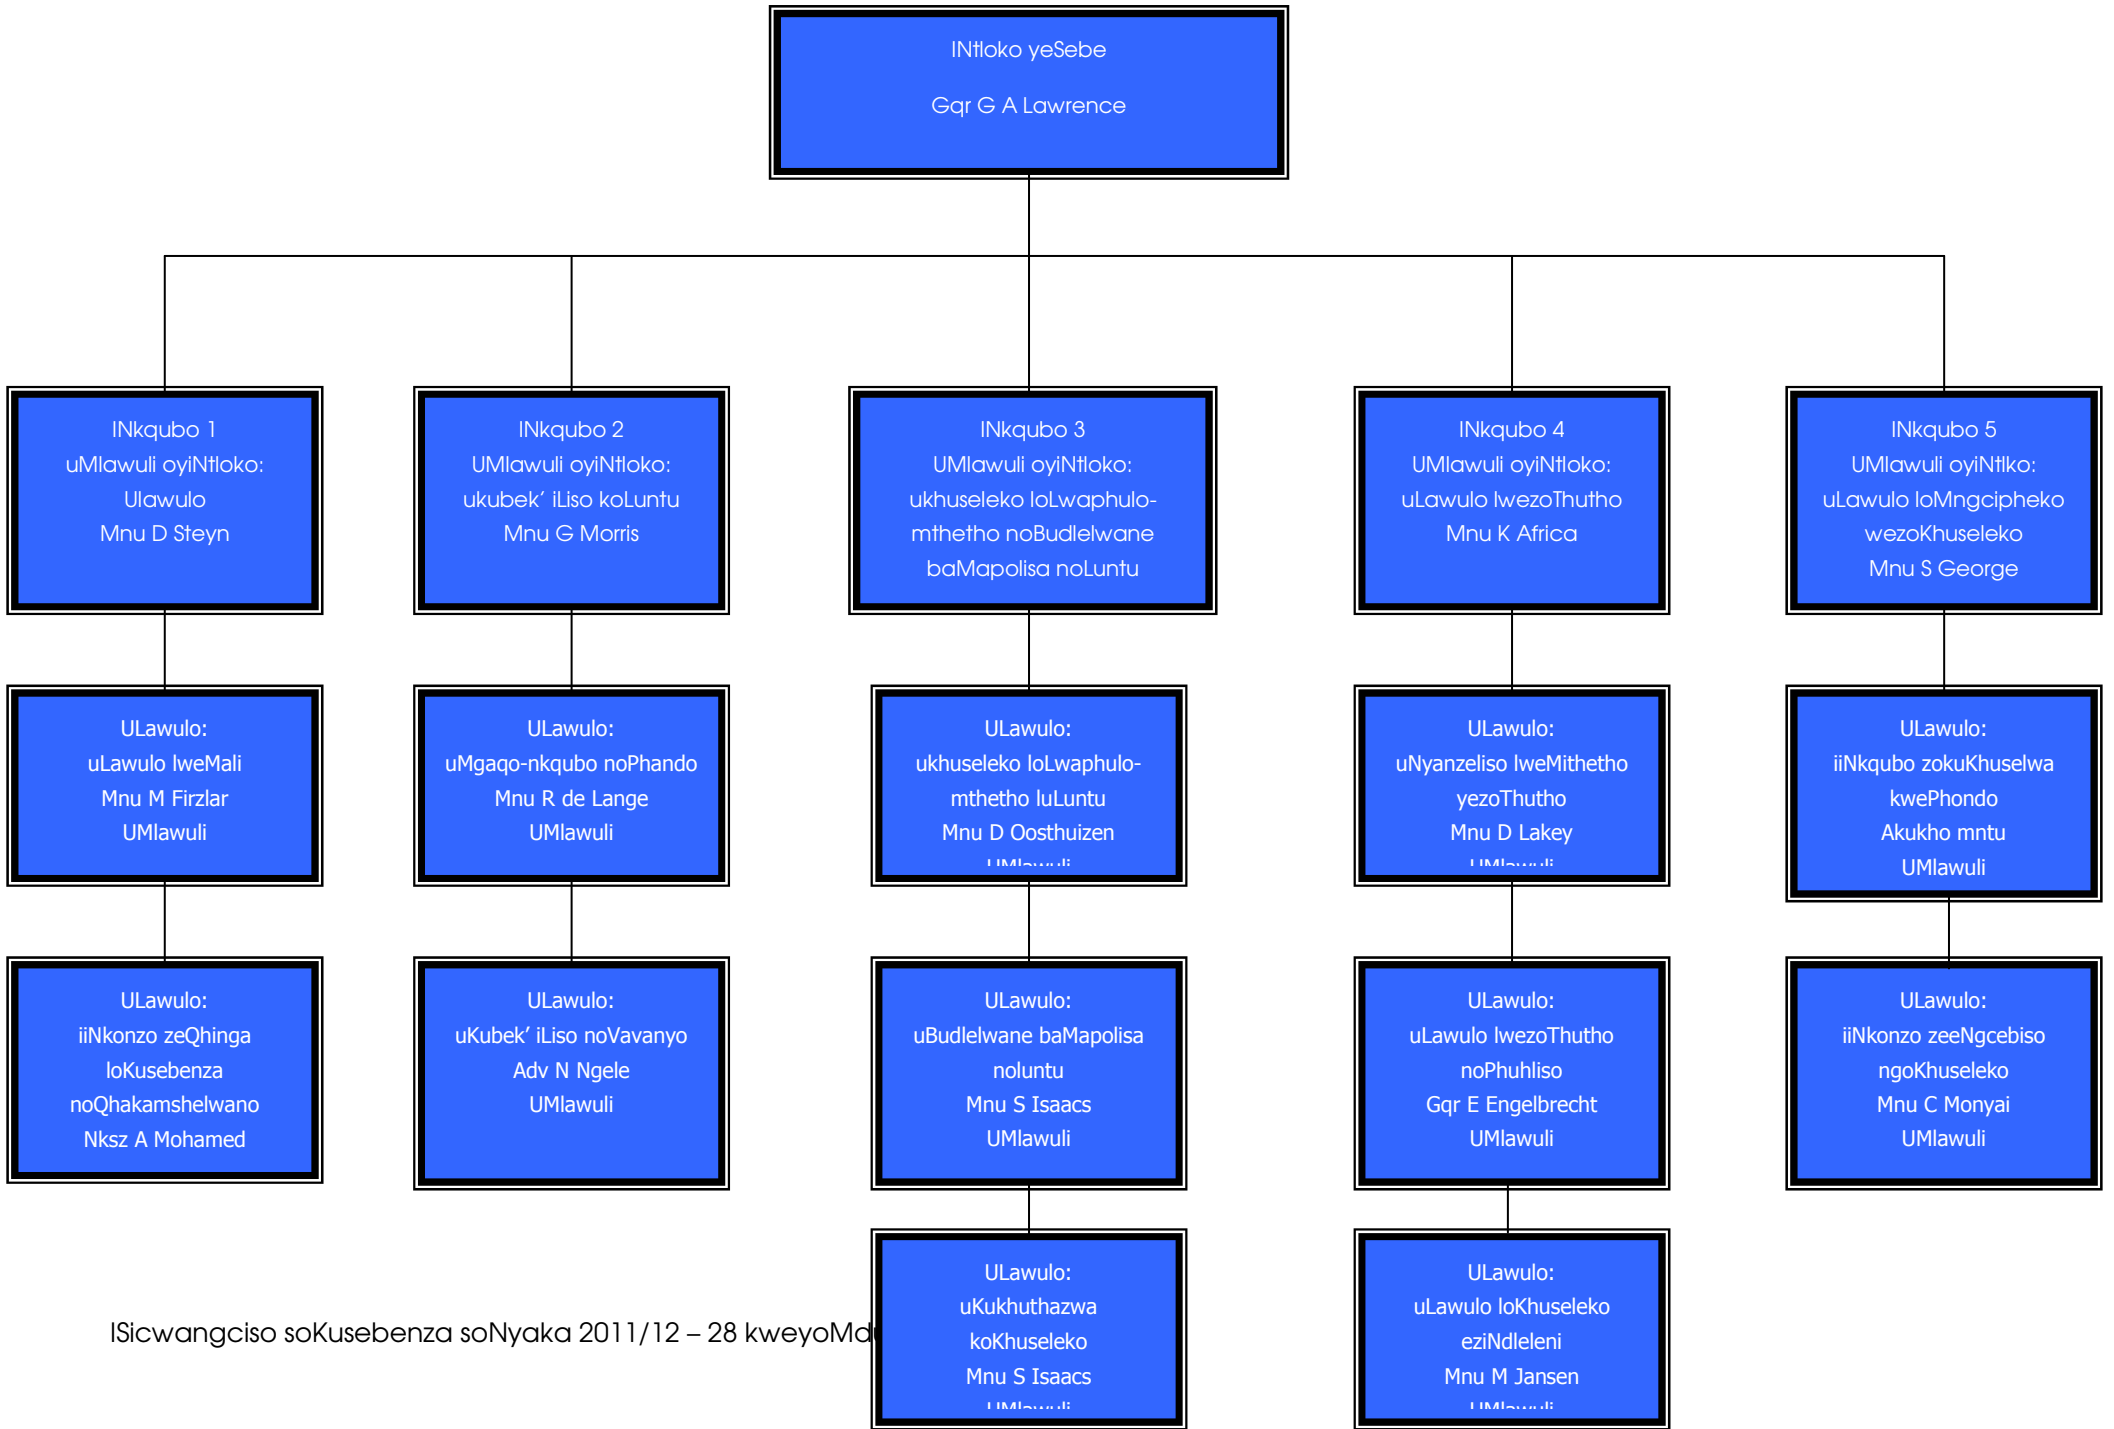 INtloko yeSebe
Gqr G A Lawrence
INkqubo 1
uMlawuli oyiNtloko:
Ulawulo
Mnu D Steyn
INkqubo 2
UMlawuli oyiNtloko:
ukubek’ iLiso koLuntu
Mnu G Morris
INkqubo 3
UMlawuli oyiNtloko:
ukhuseleko loLwaphulo-
mthetho noBudlelwane
baMapolisa noLuntu
INkqubo 4
UMlawuli oyiNtloko:
uLawulo lwezoThutho
Mnu K Africa
INkqubo 5
UMlawuli oyiNtlko:
uLawulo loMngcipheko
wezoKhuseleko
Mnu S George
ULawulo:
uLawulo lweMali
Mnu M Firzlar
UMlawuli
ULawulo:
uMgaqo-nkqubo noPhando
Mnu R de Lange
UMlawuli
ULawulo:
ukhuseleko loLwaphulo-
mthetho luLuntu
Mnu D Oosthuizen
UMlawuli
ULawulo:
uNyanzeliso lweMithetho
yezoThutho
Mnu D Lakey
UMlawuli
ULawulo:
iiNkqubo zokuKhuselwa
kwePhondo
Akukho mntu
UMlawuli
ULawulo:
iiNkonzo zeQhinga
loKusebenza
noQhakamshelwano
Nksz A Mohamed
ULawulo:
uKubek’ iLiso noVavanyo
Adv N Ngele
UMlawuli
ULawulo:
uBudlelwane baMapolisa
noluntu
Mnu S Isaacs
UMlawuli
ULawulo:
uLawulo lwezoThutho
noPhuhliso
Gqr E Engelbrecht
UMlawuli
ULawulo:
iiNkonzo zeeNgcebiso
ngoKhuseleko
Mnu C Monyai
UMlawuli
ULawulo:
uKukhuthazwa
koKhuseleko
Mnu S Isaacs
UMlawuli
ULawulo:
uLawulo loKhuseleko
eziNdleleni
Mnu M Jansen
UMlawuli
ISicwangciso soKusebenza soNyaka 2011/12 – 28